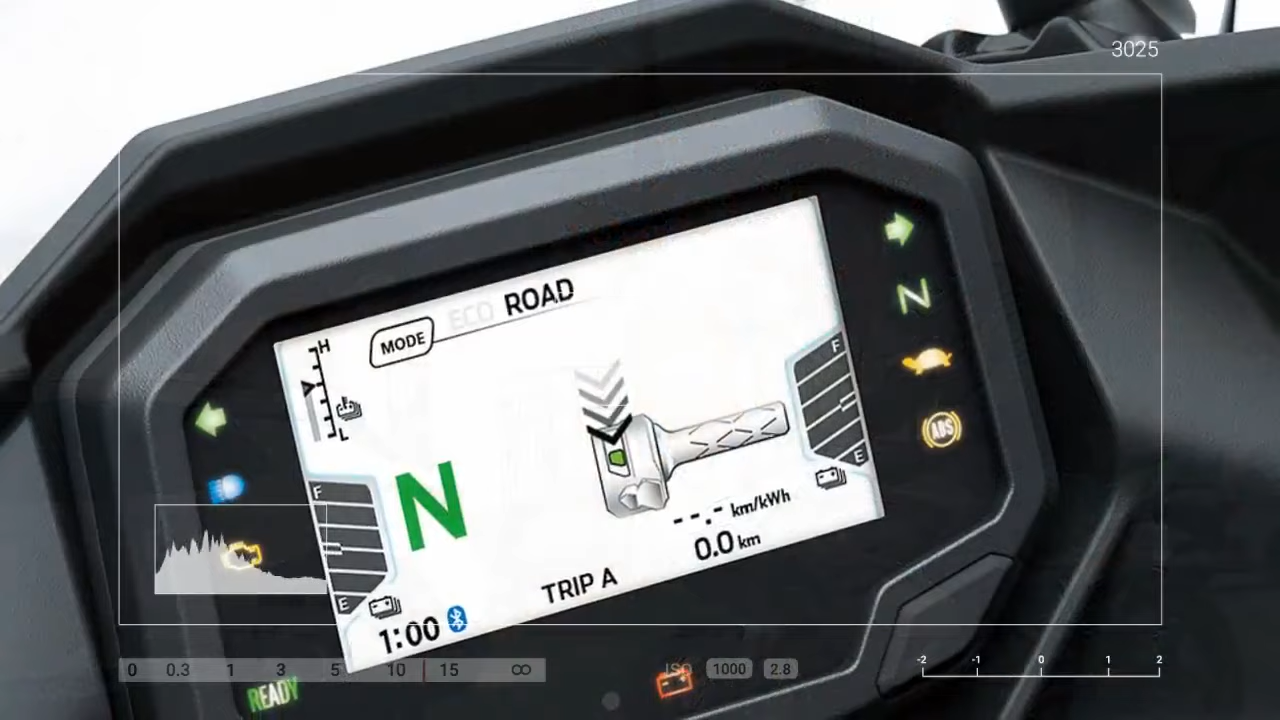 3025
ECO ROAD
MODE
H
L
F
E
N
F
E
N
ABS
-.- km/kWh
0.0 km
TRIP A
1:00
0 0.3 1 3 5 10 15 ∞
ISO 1000 2.8
-2 -1 0 1 2
READY